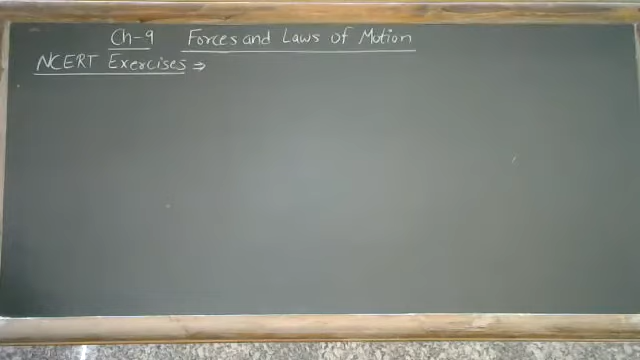 Ch-9 Forces and Laws of Motion
NCERT Exercises ⇒